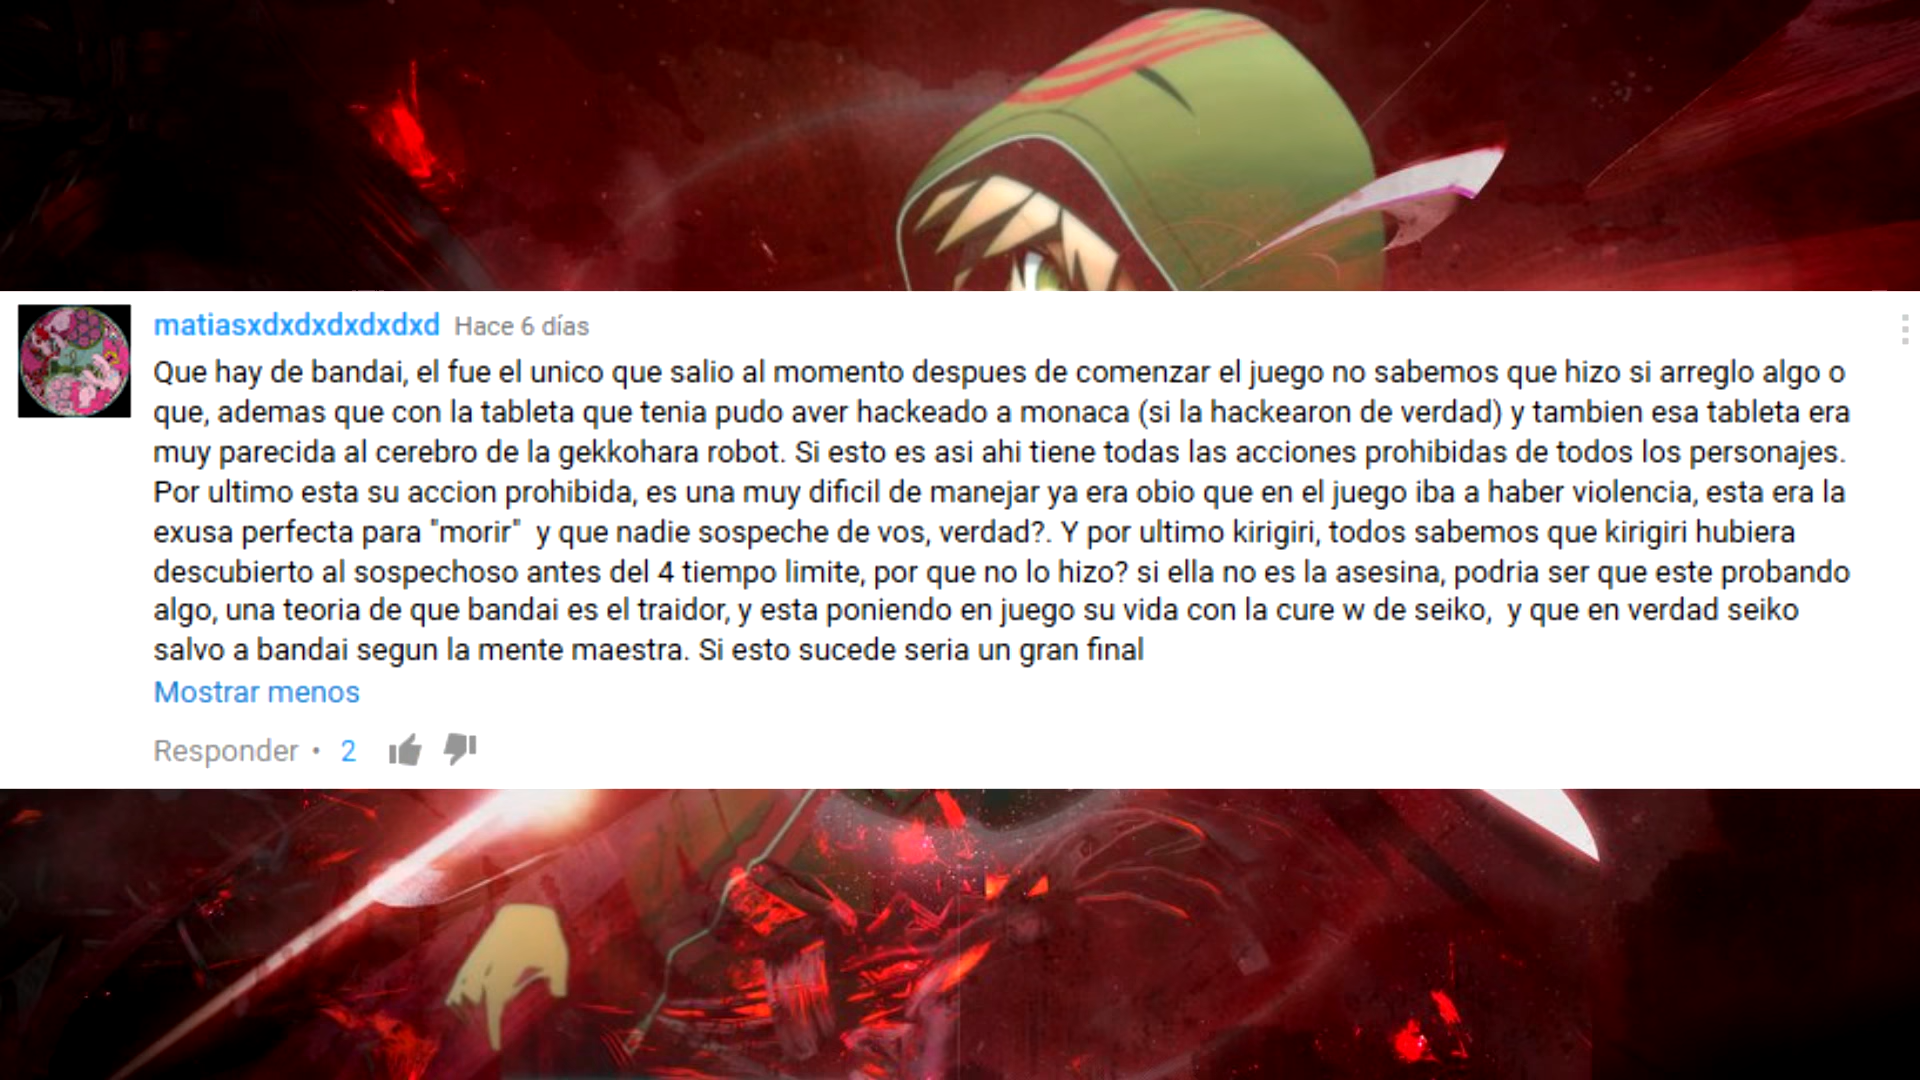 matiasxdxdxdxdxdxd Hace 6 días
Que hay de bandai, el fue el unico que salio al momento despues de comenzar el juego no sabemos que hizo si arreglo algo o
que, ademas que con la tableta que tenia pudo aver hackeado a monaca (si la hackearon de verdad) y tambien esa tableta era
muy parecida al cerebro de la gekkohara robot. Si esto es asi ahi tiene todas las acciones prohibidas de todos los personajes.
Por ultimo esta su accion prohibida, es una muy dificil de manejar ya era obio que en el juego iba a haber violencia, esta era la
exusa perfecta para "morir"  y que nadie sospeche de vos, verdad?. Y por ultimo kirigiri, todos sabemos que kirigiri hubiera
descubierto al sospechoso antes del 4 tiempo limite, por que no lo hizo? si ella no es la asesina, podria ser que este probando
algo, una teoria de que bandai es el traidor, y esta poniendo en juego su vida con la cure w de seiko,  y que en verdad seiko
salvo a bandai segun la mente maestra. Si esto sucede seria un gran final
Mostrar menos
Responder • 2